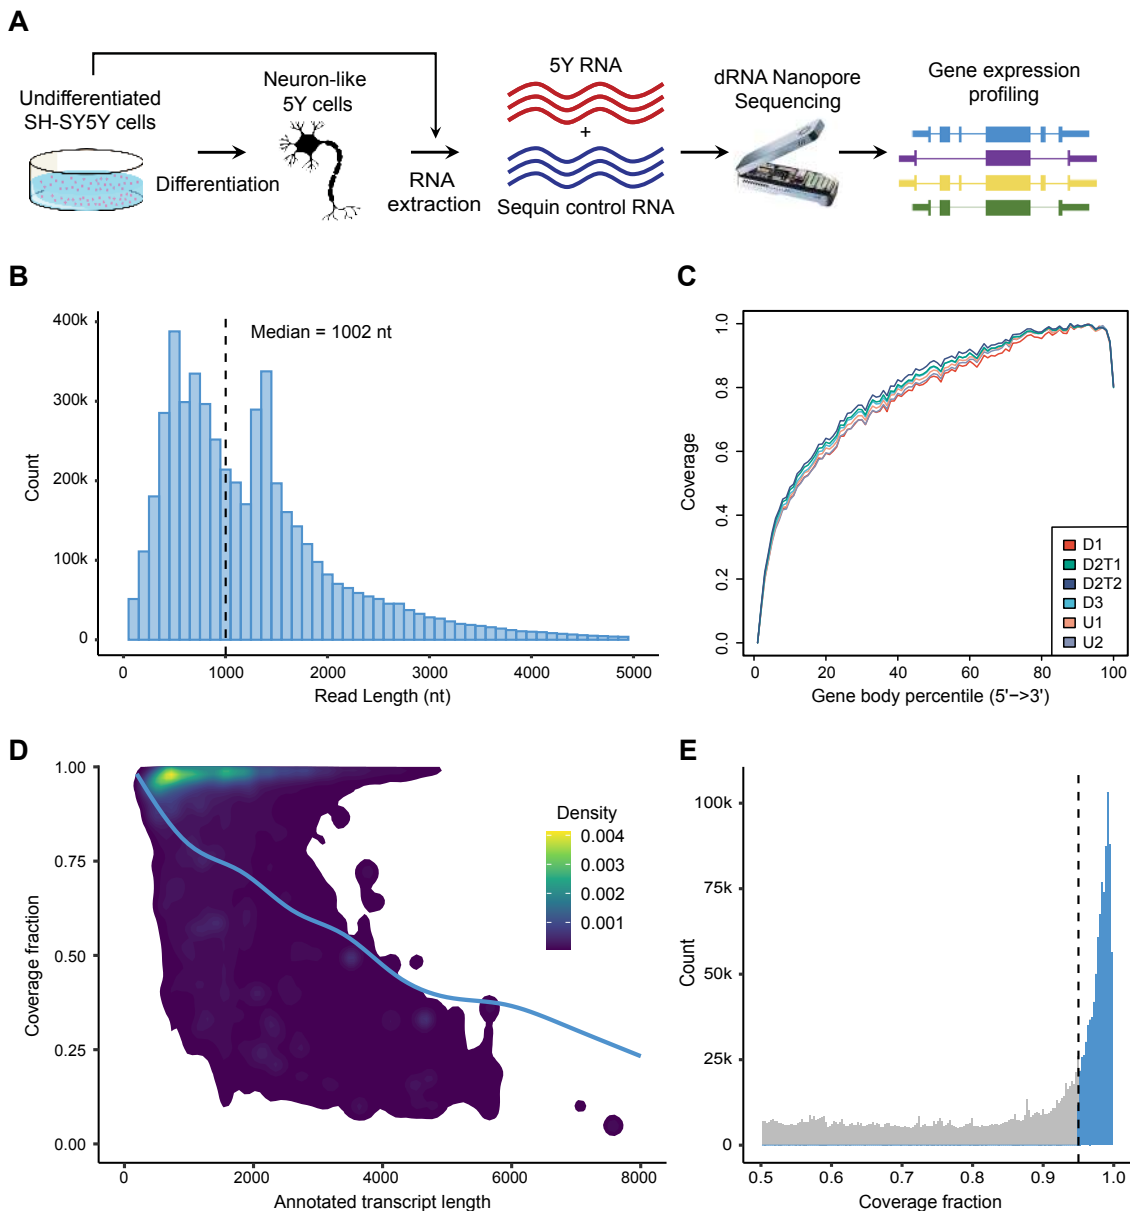 A
Undifferentiated
SH-SY5Y cells
Differentiation
Neuron-like
5Y cells
RNA
extraction
5Y RNA
+
Sequin control RNA
dRNA Nanopore
Sequencing
Gene expression
profiling
B
Count
400k
300k
200k
100k
0
Median = 1002 nt
0 1000 2000 3000 4000 5000
Read Length (nt)
C
Coverage
1.0
0.8
0.6
0.4
0.2
0.0
D1
D2T1
D2T2
D3
U1
U2
0 20 40 60 80 100
Gene body percentile (5'->3')
D
Coverage fraction
1.00
0.75
0.50
0.25
0.00
Density
0.004
0.003
0.002
0.001
0 2000 4000 6000 8000
Annotated transcript length
E
Count
100k
75k
50k
25k
0
0.5 0.6 0.7 0.8 0.9 1.0
Coverage fraction